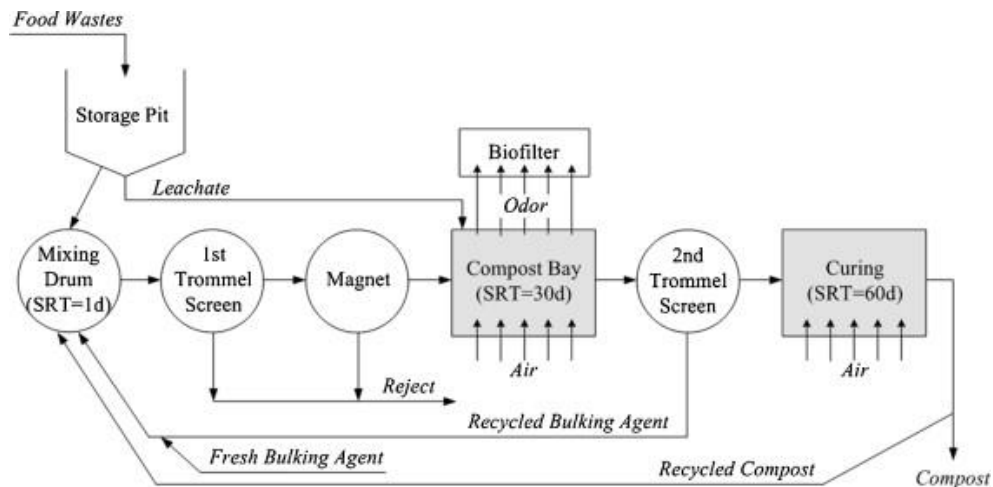 Food Wastes
Storage Pit
Biofilter
Leachate
Odor
Mixing
Drum
(SRT=1d)
1st
Trommel
Screen
Magnet
Compost Bay
(SRT=30d)
2nd
Trommel
Screen
Curing
(SRT=60d)
Air
Air
Reject
Recycled Bulking Agent
Fresh Bulking Agent
Recycled Compost
Compost